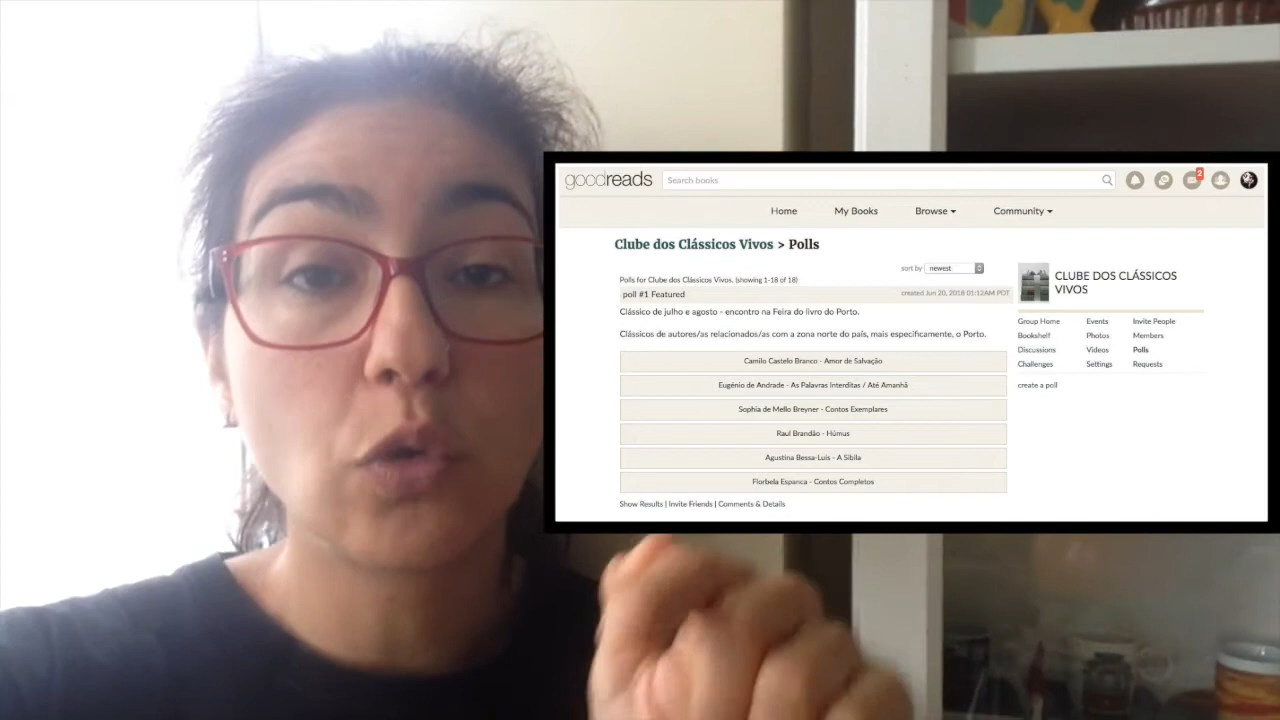 goodreads
Search books
2
Home My Books Browse Community
Clube dos Clássicos Vivos > Polls
sort by newest
Polls for Clube dos Clássicos Vivos. (showing 1-18 of 18)
poll #1 Featured
created Jun 20, 2018 01:12AM PDT
Clássico de julho e agosto - encontro na Feira do livro do Porto.
Clássicos de autores/as relacionados/as com a zona norte do país, mais especificamente, o Porto.
Camilo Castelo Branco - Amor de Salvação
Eugénio de Andrade - As Palavras Interditas / Até Amanhã
Sophia de Mello Breyner - Contos Exemplares
Raul Brandão - Húmus
Agustina Bessa-Luís - A Sibila
Florbela Espanca - Contos Completos
Show Results | Invite Friends | Comments & Details
CLUBE DOS CLÁSSICOS
VIVOS
Group Home Events Invite People
Bookshelf Photos Members
Discussions Videos Polls
Challenges Settings Requests
create a poll